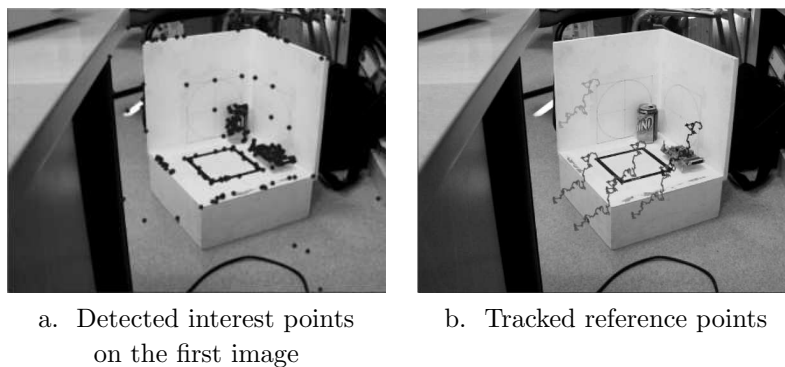 a. Detected interest points
on the first image
b. Tracked reference points